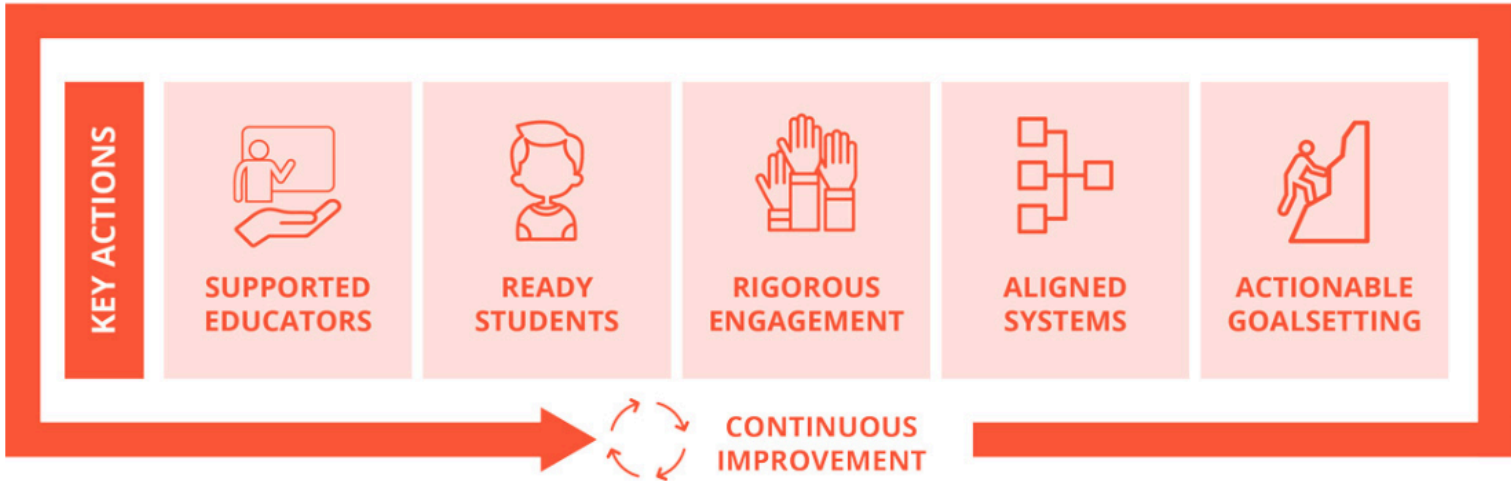 KEY ACTIONS
SUPPORTED
EDUCATORS
READY
STUDENTS
RIGOROUS
ENGAGEMENT
ALIGNED
SYSTEMS
ACTIONABLE
GOALSETTING
CONTINUOUS
IMPROVEMENT